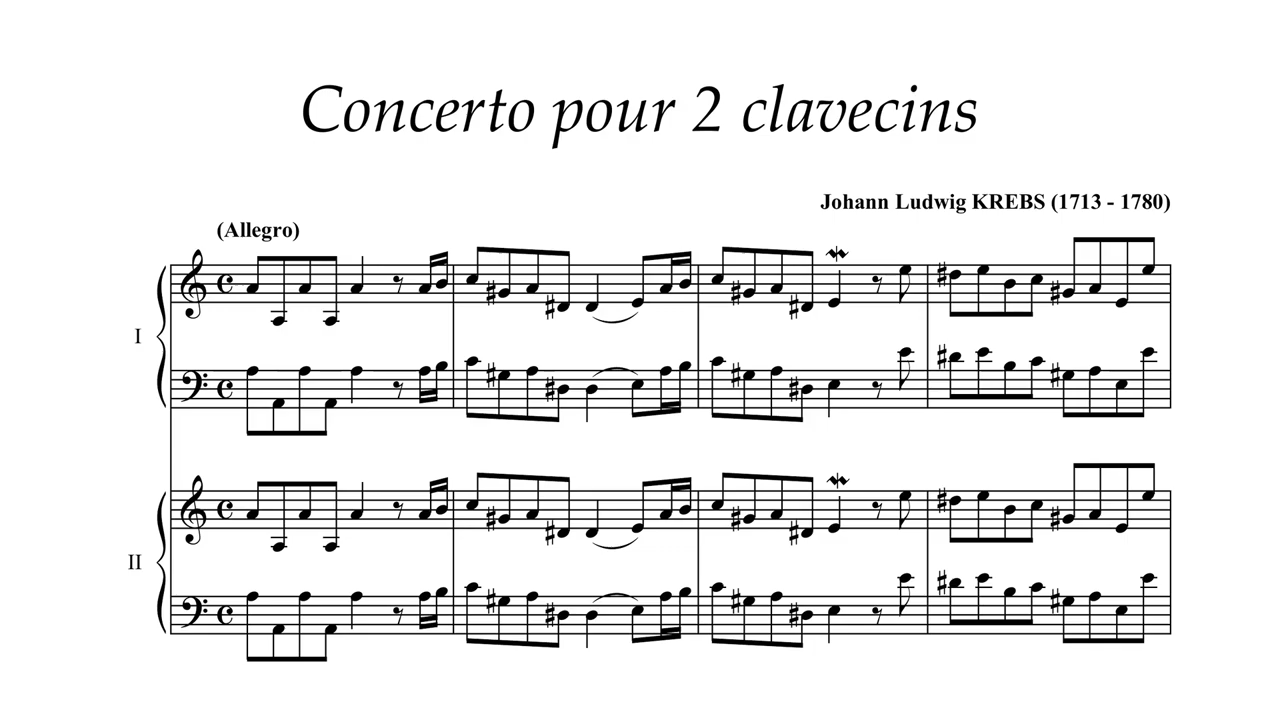 Concerto pour 2 clavecins
Johann Ludwig KREBS (1713 - 1780)
(Allegro)
I
II